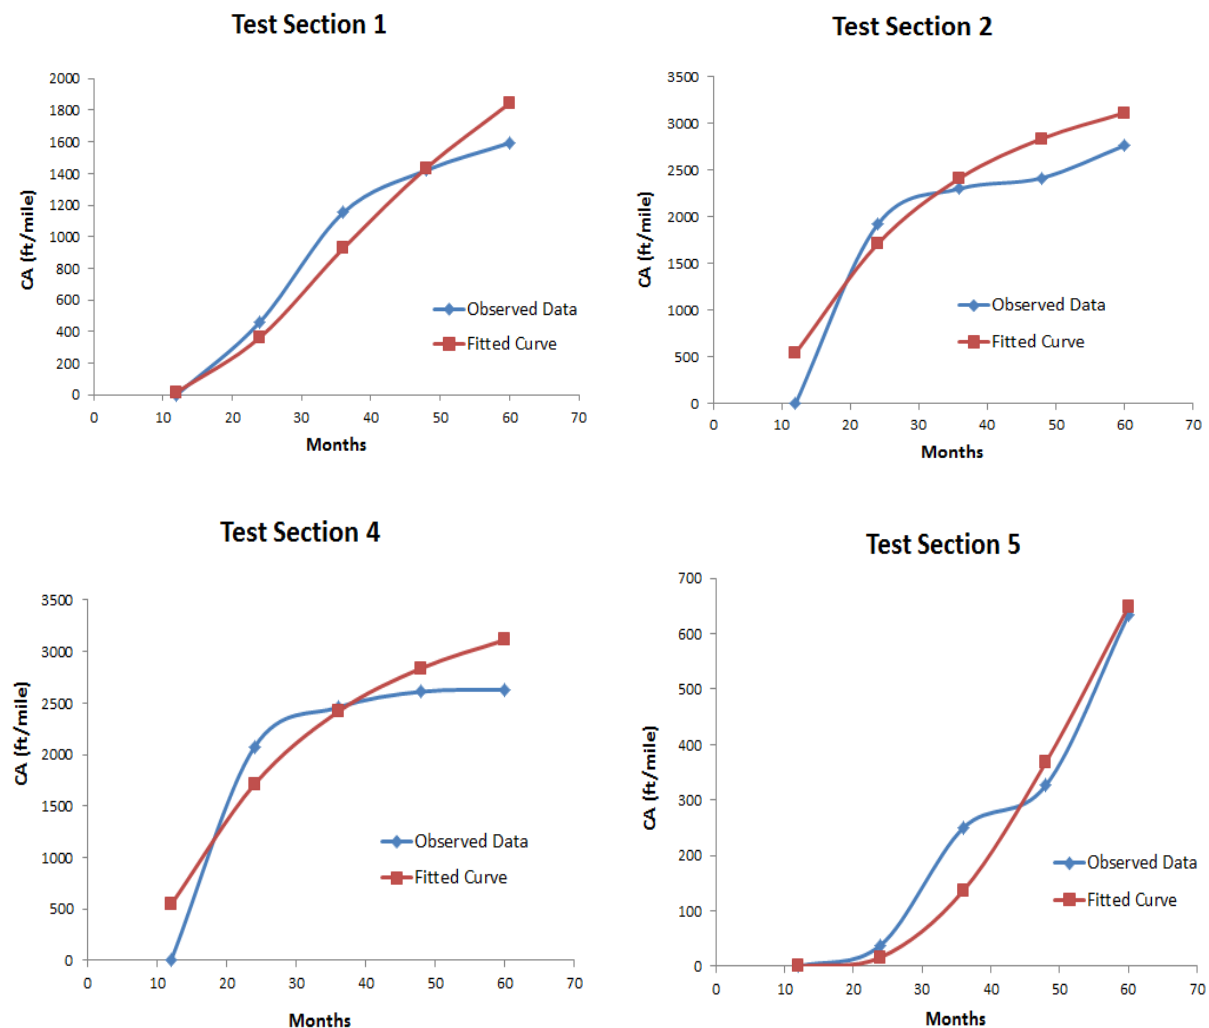 Test Section 1
2000
1800
1600
1400
1200
1000
800
600
400
200
0
CA (ft/mile)
Observed Data
Fitted Curve
0 10 20 30 40 50 60 70
Months
Test Section 2
3500
3000
2500
2000
1500
1000
500
0
CA (ft/mile)
Observed Data
Fitted Curve
0 10 20 30 40 50 60 70
Months
Test Section 4
3500
3000
2500
2000
1500
1000
500
0
CA (ft/mile)
Observed Data
Fitted Curve
0 10 20 30 40 50 60 70
Months
Test Section 5
700
600
500
400
300
200
100
0
CA (ft/mile)
Observed Data
Fitted Curve
0 10 20 30 40 50 60 70
Months